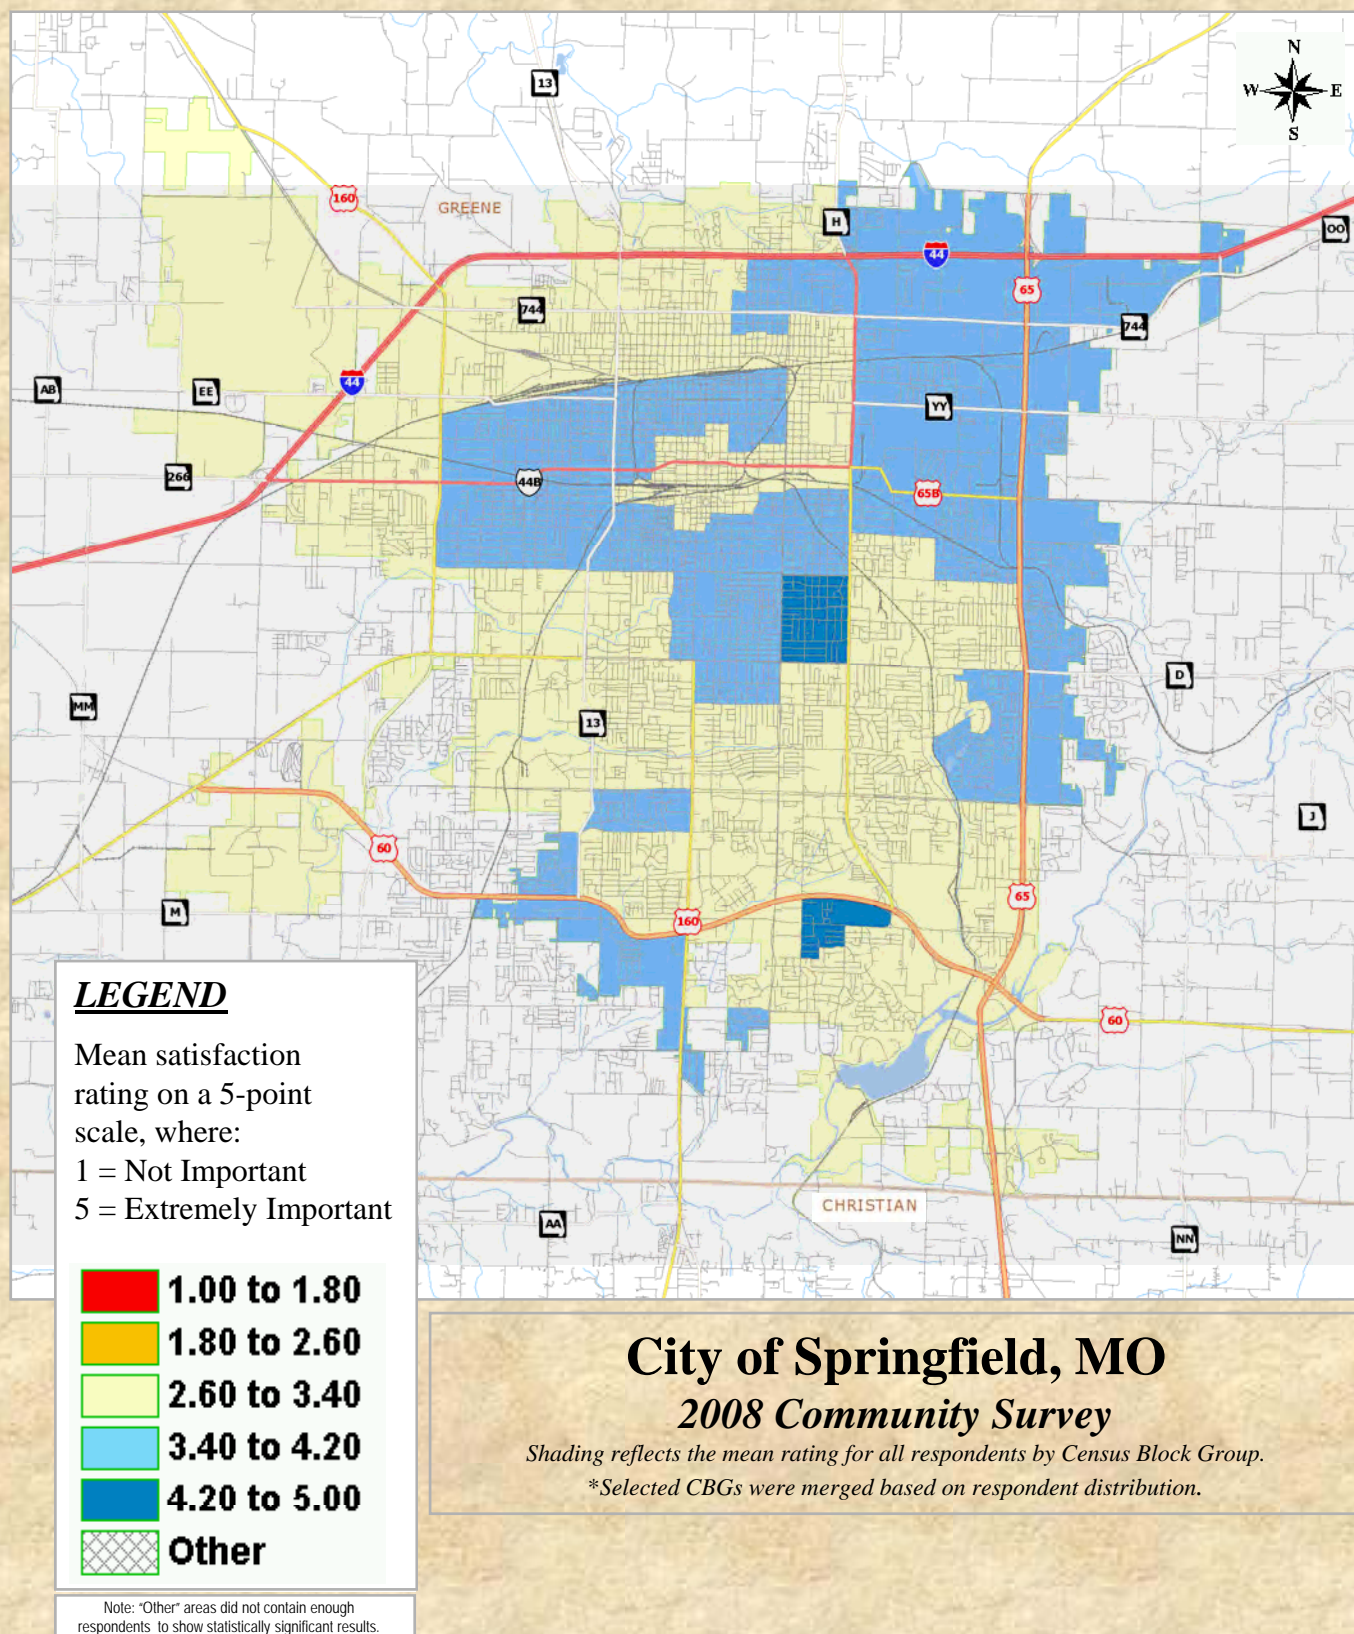 N
W E
S
13
160
GREENE
H
OO
44
65
744
744
44
AB
EE
YY
266
44B
65B
D
MM
13
J
60
65
M
160
60
CHRISTIAN
AA
NN
LEGEND
Mean satisfaction
rating on a 5-point
scale, where:
1 = Not Important
5 = Extremely Important
1.00 to 1.80
1.80 to 2.60
2.60 to 3.40
3.40 to 4.20
4.20 to 5.00
Other
Note: "Other" areas did not contain enough
respondents to show statistically significant results.
City of Springfield, MO
2008 Community Survey
Shading reflects the mean rating for all respondents by Census Block Group.
*Selected CBGs were merged based on respondent distribution.